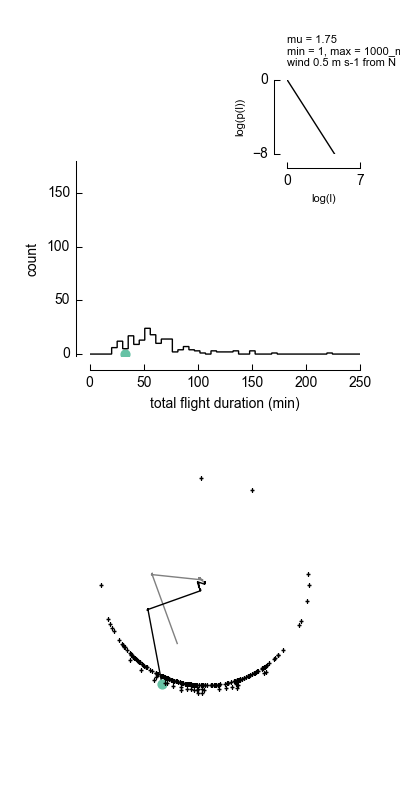 mu = 1.75
min = 1, max = 1000_m
wind 0.5 m s-1 from N
0
−8
log(p(l))
0 7
log(l)
150
100
50
0
count
0 50 100 150 200 250
total flight duration (min)